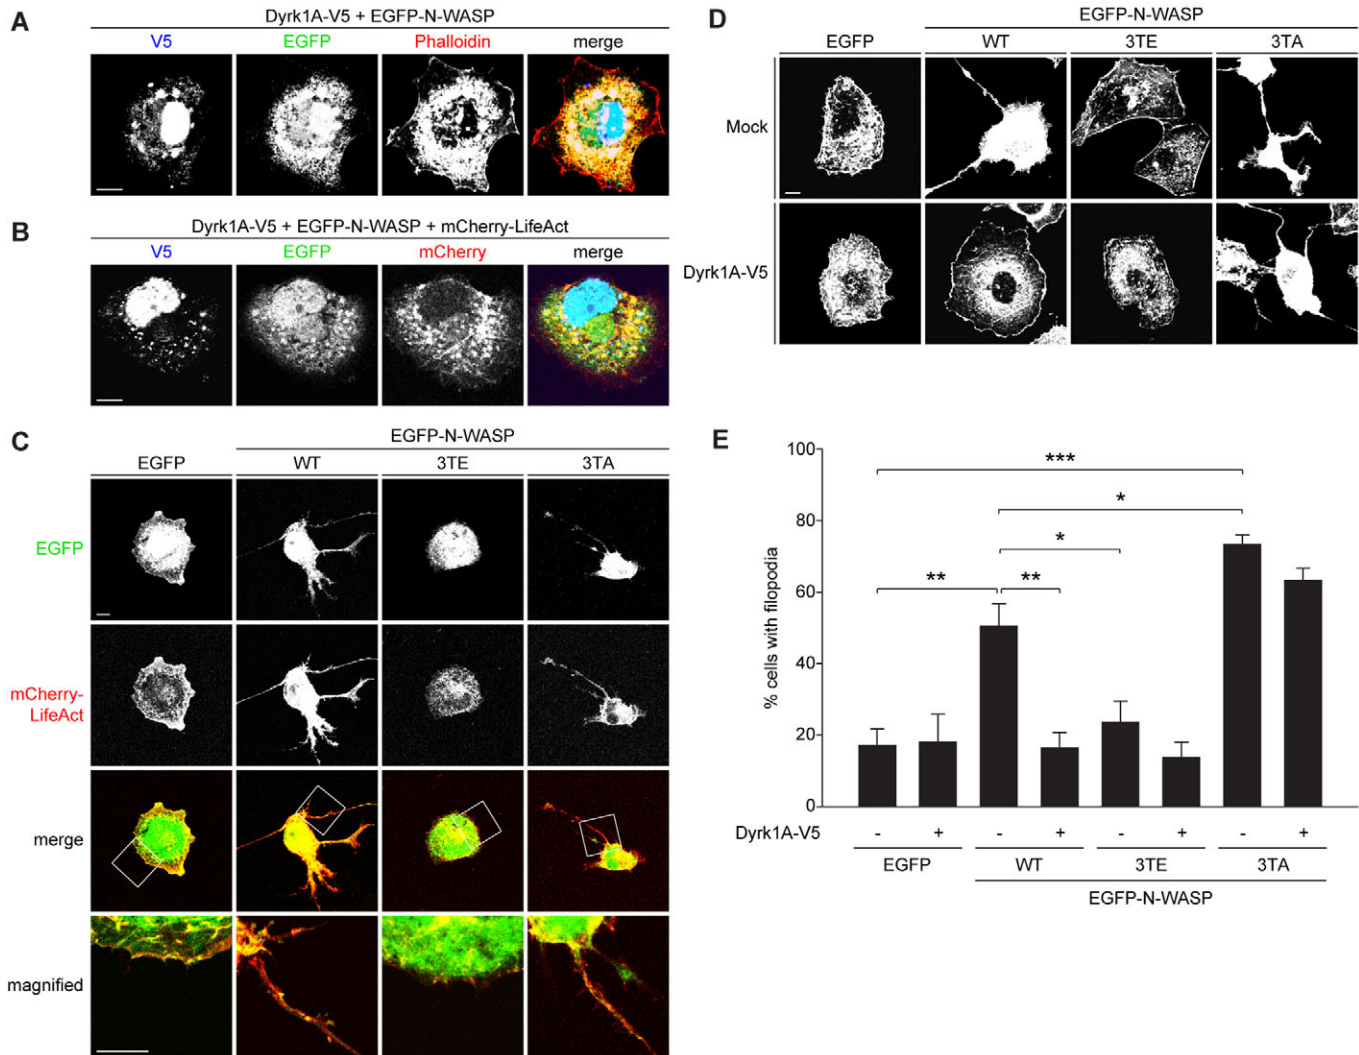 A
Dyrk1A-V5 + EGFP-N-WASP
V5 EGFP Phalloidin merge
B
Dyrk1A-V5 + EGFP-N-WASP + mCherry-LifeAct
V5 EGFP mCherry merge
C
EGFP-N-WASP
EGFP WT 3TE 3TA
EGFP
mCherry-
LifeAct
merge
magnified
D
EGFP-N-WASP
EGFP WT 3TE 3TA
Mock
Dyrk1A-V5
E
% cells with filopodia
100
80
60
40
20
0
***
*
*
** **
Dyrk1A-V5 - + - + - + - +
EGFP WT 3TE 3TA
EGFP-N-WASP